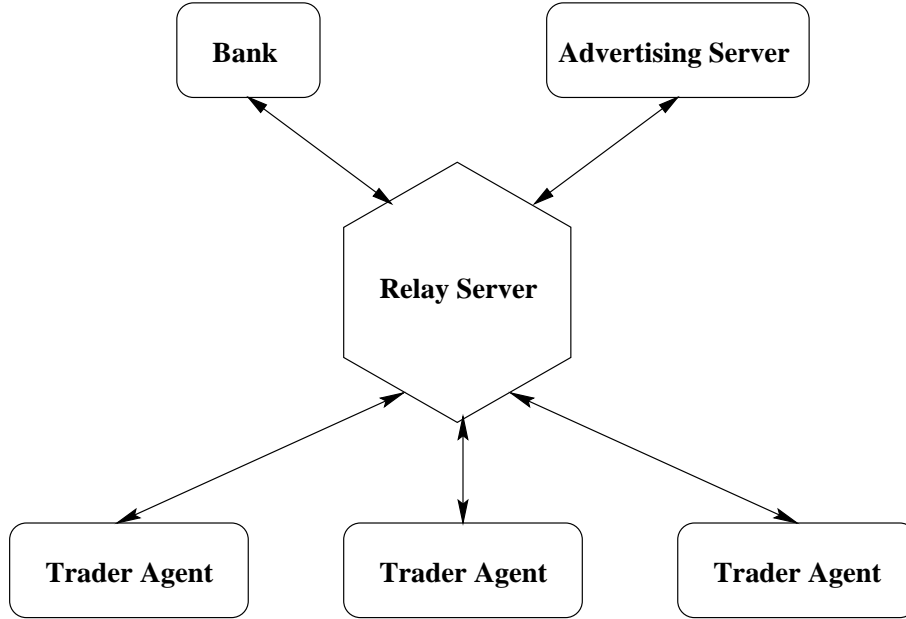 Bank
Advertising Server
Relay Server
Trader Agent
Trader Agent
Trader Agent